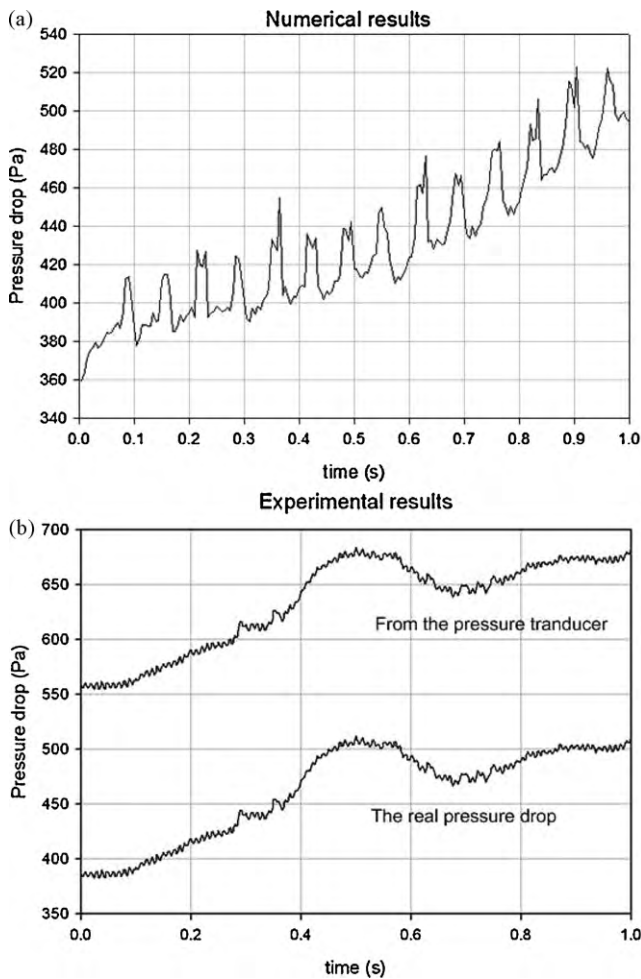 (a)
Numerical results
Pressure drop (Pa)
540
520
500
480
460
440
420
400
380
360
340
0.0 0.1 0.2 0.3 0.4 0.5 0.6 0.7 0.8 0.9 1.0
time (s)
(b)
Experimental results
Pressure drop (Pa)
700
650
600
550
500
450
400
350
From the pressure tranducer
The real pressure drop
0.0 0.2 0.4 0.6 0.8 1.0
time (s)